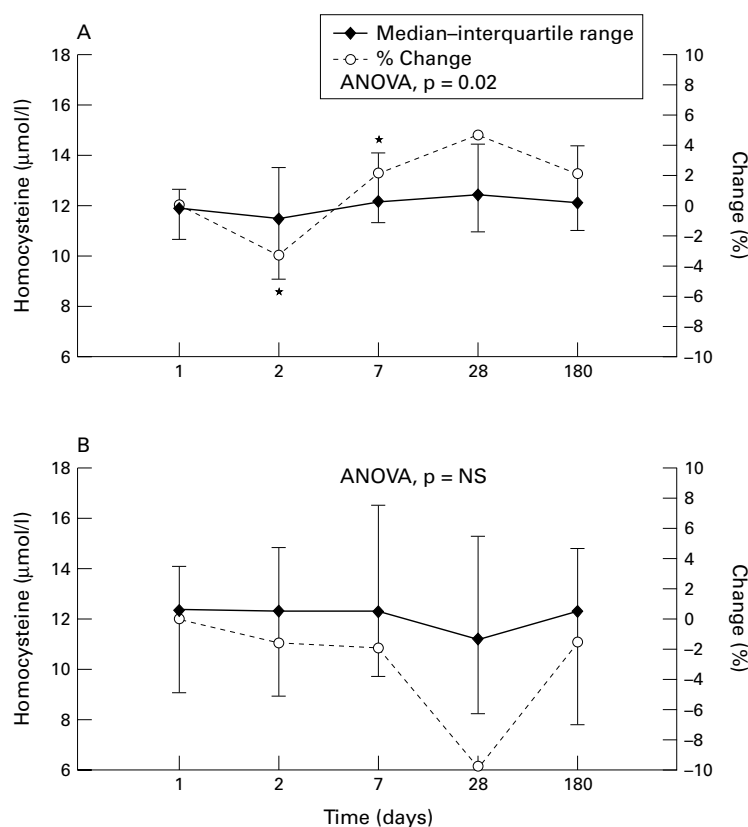 A
Median–interquartile range
% Change
ANOVA, p = 0.02
18
16
14
12
10
8
6
Homocysteine (μmol/l)
10
8
6
4
2
0
–2
–4
–6
–8
–10
Change (%)
1 2 7 28 180
B
ANOVA, p = NS
18
16
14
12
10
8
6
Homocysteine (μmol/l)
10
8
6
4
2
0
–2
–4
–6
–8
–10
Change (%)
1 2 7 28 180
Time (days)